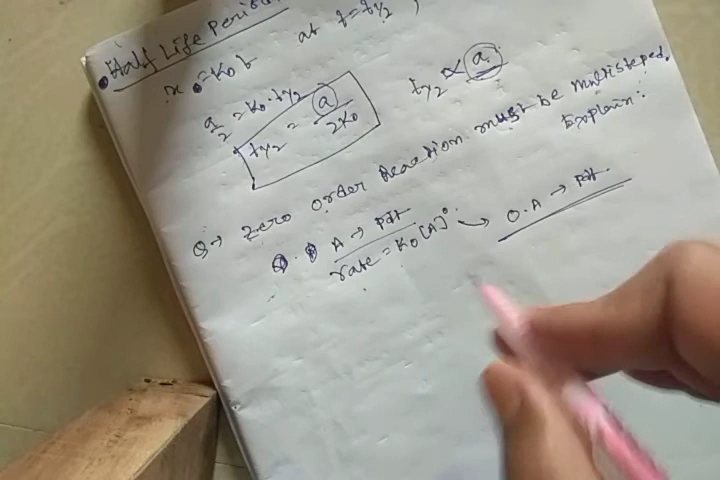 Half Life Period
x = K₀t at t=t1/2,
a/2 = K₀.t1/2
t1/2 = a/2K₀ t1/2 ∝ a
Q→ Zero Order Reaction must be multisteped.
Explain:
A → Pdt
rate = K₀[A]⁰. → O.A → Pdt.